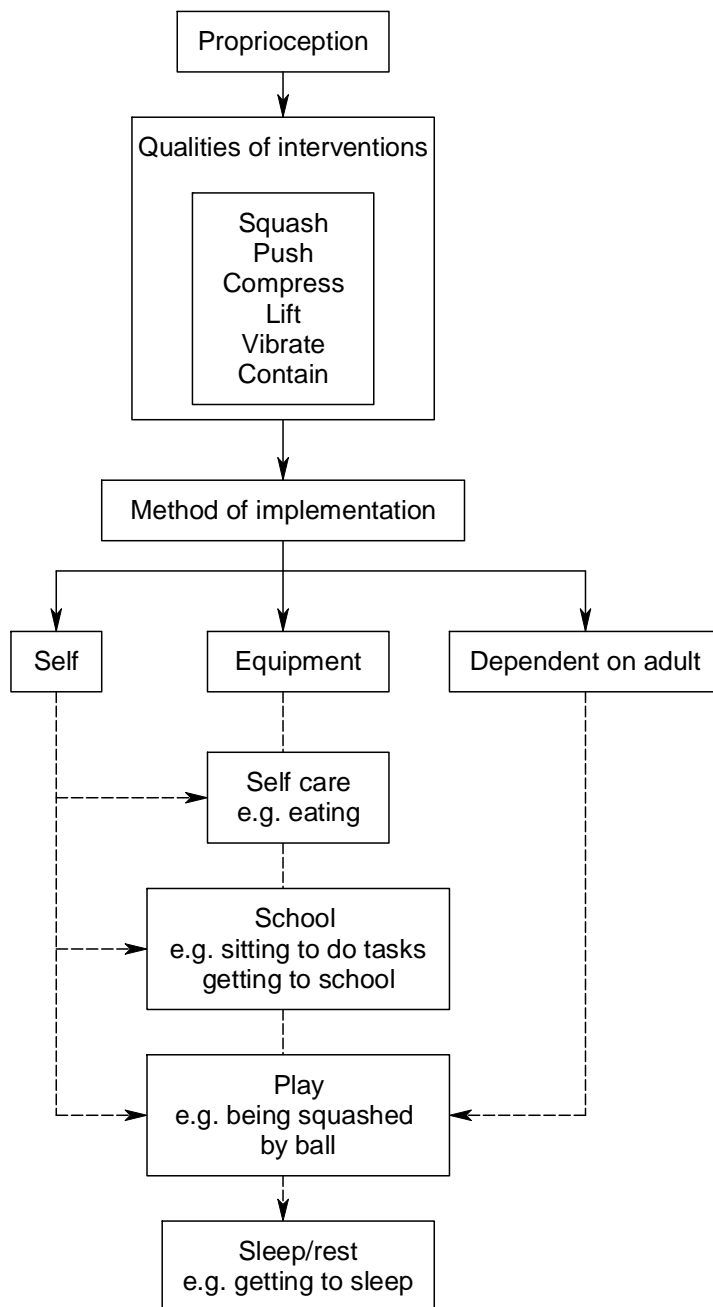 Proprioception
Qualities of interventions
Squash
Push
Compress
Lift
Vibrate
Contain
Method of implementation
Self
Equipment
Dependent on adult
Self care
e.g. eating
School
e.g. sitting to do tasks
getting to school
Play
e.g. being squashed
by ball
Sleep/rest
e.g. getting to sleep